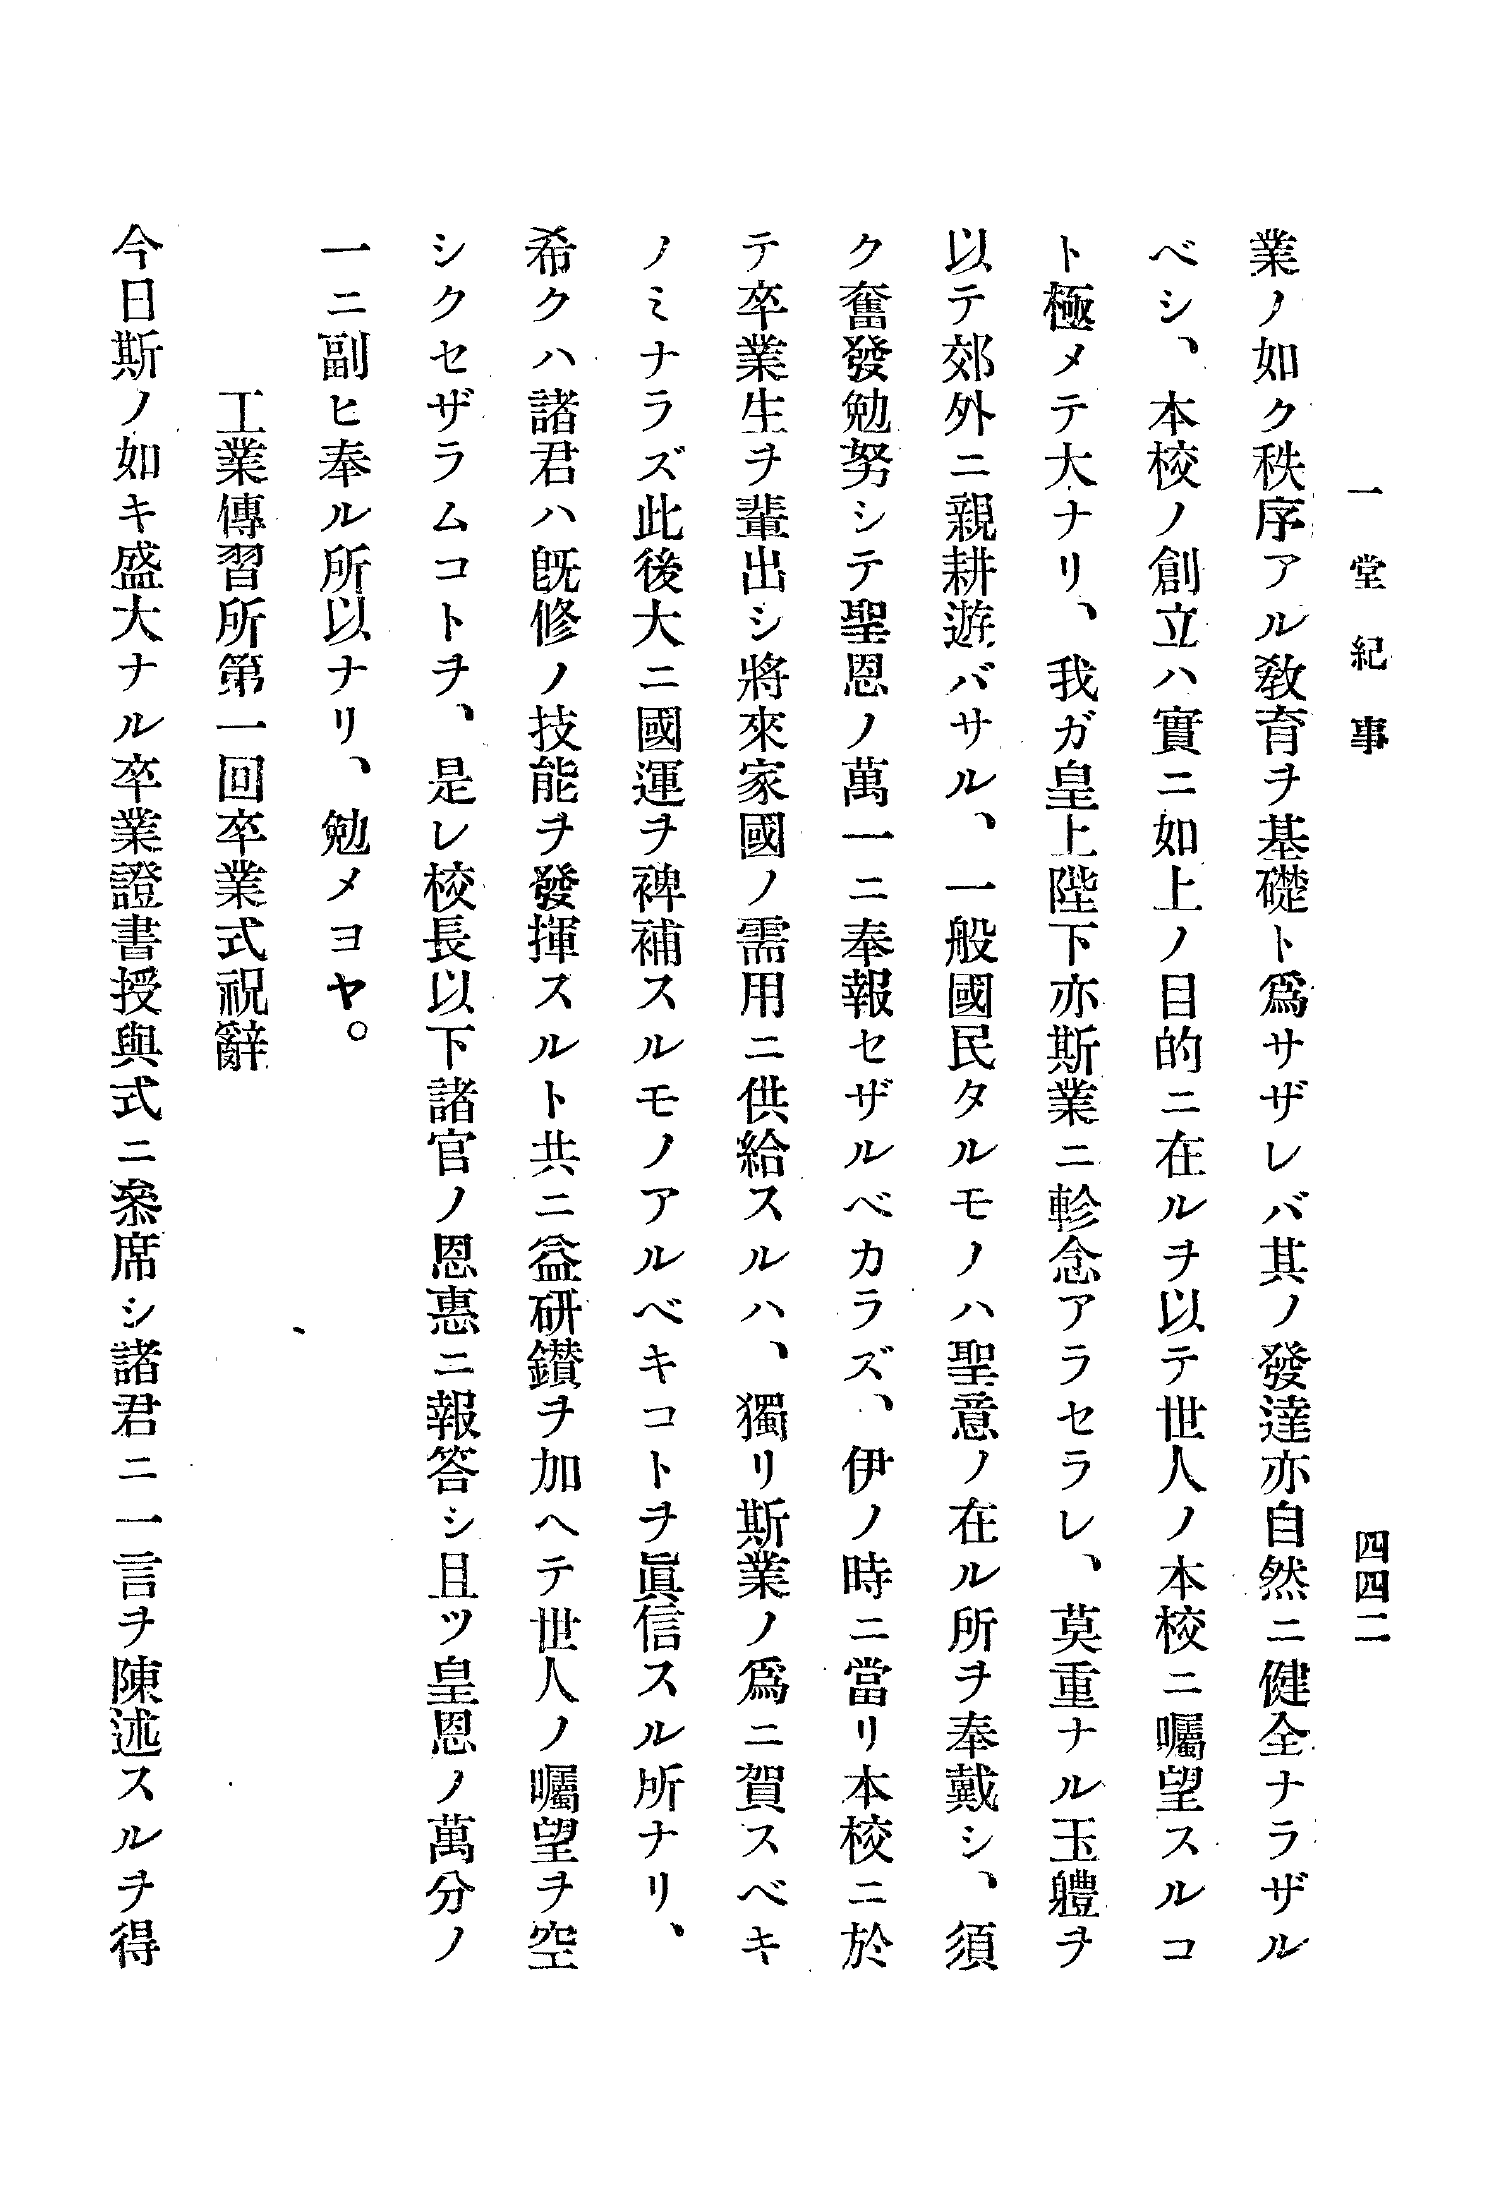 一堂紀事
四四二
業ノ如ク秩序アル教育ヲ基礎ト爲サザレバ其ノ發達亦自然ニ健全ナラザル
ベシ、本校ノ創立ハ實ニ如上ノ目的ニ在ルヲ以テ世人ノ本校ニ囑望スルコ
ト極メテ大ナリ、我ガ皇上陛下亦斯業ニ軫念アラセラレ、莫重ナル玉軆ヲ
以テ郊外ニ親耕遊バサル、一般國民タルモノハ聖意ノ在ル所ヲ奉戴シ、須
ク奮發勉努シテ聖恩ノ萬一ニ奉報セザルベカラズ、伊ノ時ニ當リ本校ニ於
テ卒業生ヲ輩出シ將來家國ノ需用ニ供給スルハ、獨リ斯業ノ爲ニ賀スベキ
ノミナラズ此後大ニ國運ヲ裨補スルモノアルベキコトヲ眞信スル所ナリ、
希クハ諸君ハ旣修ノ技能ヲ發揮スルト共ニ益研鑚ヲ加ヘテ世人ノ囑望ヲ空
シクセザラムコトヲ、是レ校長以下諸官ノ恩惠ニ報答シ且ツ皇恩ノ萬分ノ
一ニ副ヒ奉ル所以ナリ、勉メヨヤ。
工業傳習所第一回卒業式祝辭
今日斯ノ如キ盛大ナル卒業證書授與式ニ叅席シ諸君ニ一言ヲ陳述スルヲ得